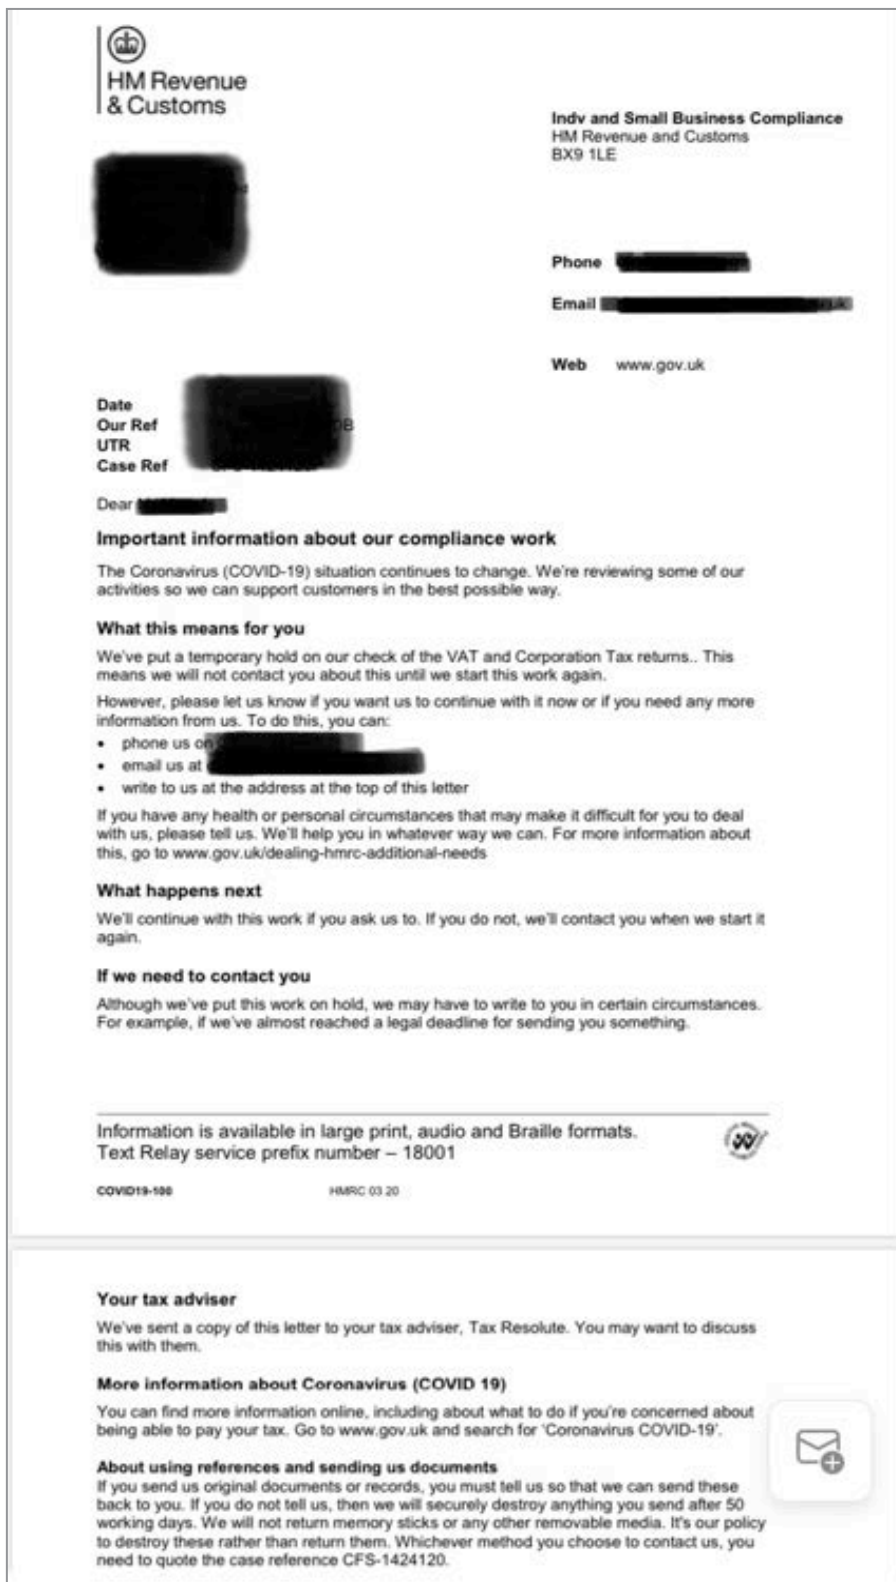 HM Revenue
& Customs
Indv and Small Business Compliance
HM Revenue and Customs
BX9 1LE
Phone
Email
Web www.gov.uk
Date
Our Ref
UTR
Case Ref
Dear
Important information about our compliance work
The Coronavirus (COVID-19) situation continues to change. We're reviewing some of our
activities so we can support customers in the best possible way.
What this means for you
We've put a temporary hold on our check of the VAT and Corporation Tax returns.. This
means we will not contact you about this until we start this work again.
However, please let us know if you want us to continue with it now or if you need any more
information from us. To do this, you can:
• phone us on
• email us at
• write to us at the address at the top of this letter
If you have any health or personal circumstances that may make it difficult for you to deal
with us, please tell us. We'll help you in whatever way we can. For more information about
this, go to www.gov.uk/dealing-hmrc-additional-needs
What happens next
We'll continue with this work if you ask us to. If you do not, we'll contact you when we start it
again.
If we need to contact you
Although we've put this work on hold, we may have to write to you in certain circumstances.
For example, if we've almost reached a legal deadline for sending you something.
Information is available in large print, audio and Braille formats.
Text Relay service prefix number – 18001
COVID19-100 HMRC 03 20
Your tax adviser
We've sent a copy of this letter to your tax adviser, Tax Resolute. You may want to discuss
this with them.
More information about Coronavirus (COVID 19)
You can find more information online, including about what to do if you're concerned about
being able to pay your tax. Go to www.gov.uk and search for 'Coronavirus COVID-19'.
About using references and sending us documents
If you send us original documents or records, you must tell us so that we can send these
back to you. If you do not tell us, then we will securely destroy anything you send after 50
working days. We will not return memory sticks or any other removable media. It's our policy
to destroy these rather than return them. Whichever method you choose to contact us, you
need to quote the case reference CFS-1424120.